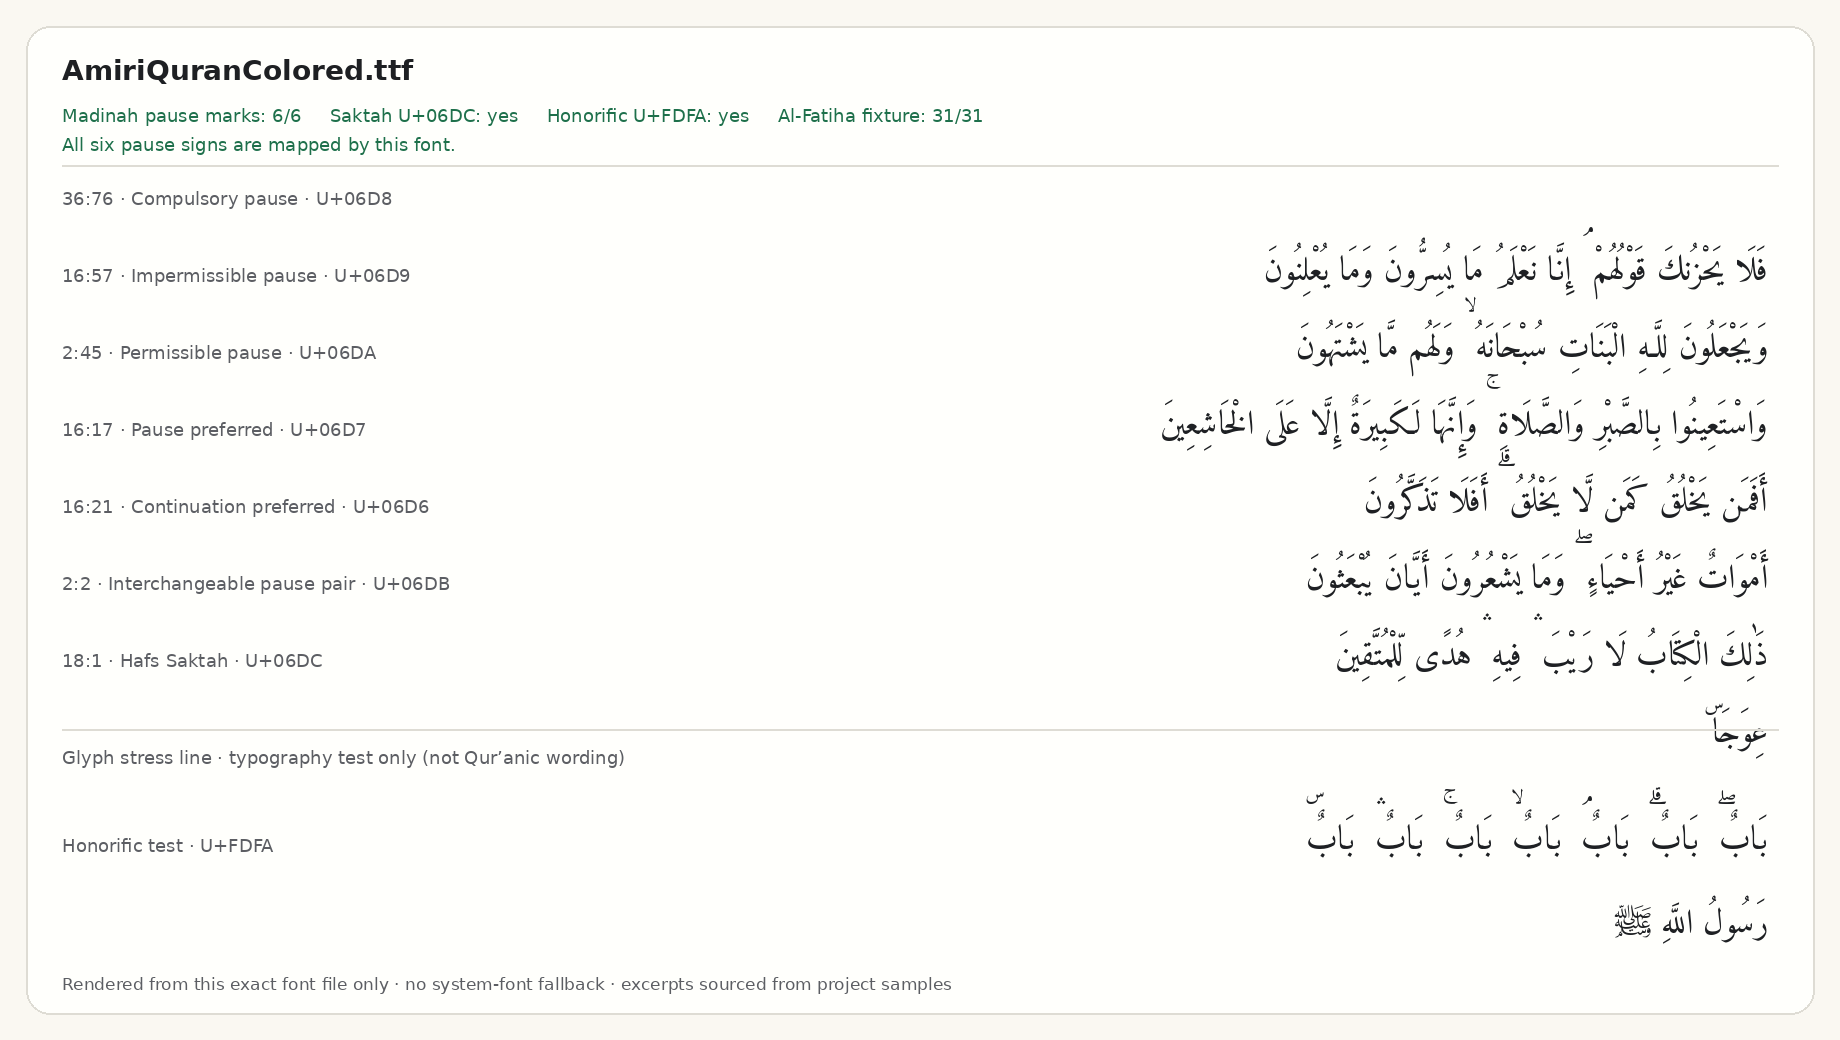 AmiriQuranColored.ttf
Madinah pause marks: 6/6 Saktah U+06DC: yes Honorific U+FDFA: yes Al-Fatiha fixture: 31/31
All six pause signs are mapped by this font.
36:76 · Compulsory pause · U+06D8
فَلَا يَحْزُنكَ قَوْلُهُمْ ۘ إِنَّا نَعْلَمُ مَا يُسِرُّونَ وَمَا يُعْلِنُونَ
16:57 · Impermissible pause · U+06D9
وَيَجْعَلُونَ لِلَّـهِ الْبَنَاتِ سُبْحَانَهُ ۙ وَلَهُم مَّا يَشْتَهُونَ
2:45 · Permissible pause · U+06DA
وَاسْتَعِينُوا بِالصَّبْرِ وَالصَّلَاةِ ۚ وَإِنَّهَا لَكَبِيرَةٌ إِلَّا عَلَى الْخَاشِعِينَ
16:17 · Pause preferred · U+06D7
أَفَمَن يَخْلُقُ كَمَن لَّا يَخْلُقُ ۗ أَفَلَا تَذَكَّرُونَ
16:21 · Continuation preferred · U+06D6
أَمْوَاتٌ غَيْرُ أَحْيَاءٍ ۖ وَمَا يَشْعُرُونَ أَيَّانَ يُبْعَثُونَ
2:2 · Interchangeable pause pair · U+06DB
ذَٰلِكَ الْكِتَابُ لَا رَيْبَ ۛ فِيهِ ۛ هُدًى لِّلْمُتَّقِينَ
18:1 · Hafs Saktah · U+06DC
عِوَجَاۜ
Glyph stress line · typography test only (not Qur’anic wording)
بَابٌۖ بَابٌۗ بَابٌۘ بَابٌۙ بَابٌۚ بَابٌۛ بَابٌۜ
Honorific test · U+FDFA
رَسُولُ اللَّهِ ﷺ
Rendered from this exact font file only · no system-font fallback · excerpts sourced from project samples